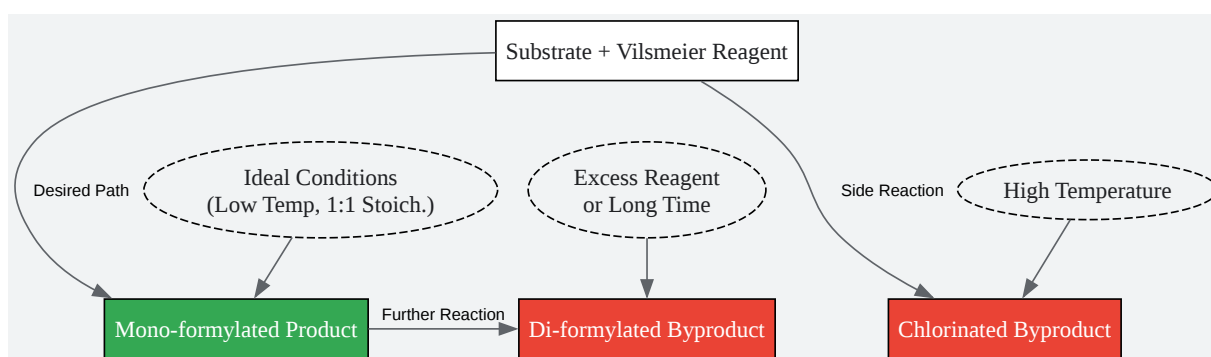 Substrate + Vilsmeier Reagent
Desired Path
Ideal Conditions
(Low Temp, 1:1 Stoich.)
Excess Reagent
or Long Time
Side Reaction
High Temperature
Mono-formylated Product
Further Reaction
Di-formylated Byproduct
Chlorinated Byproduct